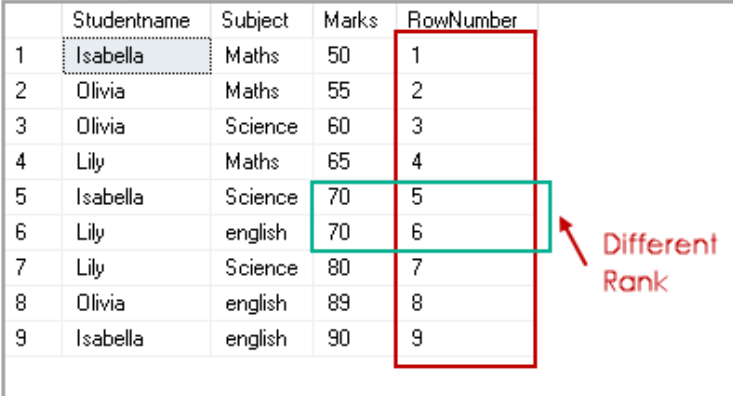 Studentname Subject Marks RowNumber
1 Isabella Maths 50 1
2 Olivia Maths 55 2
3 Olivia Science 60 3
4 Lily Maths 65 4
5 Isabella Science 70 5
6 Lily english 70 6
7 Lily Science 80 7
8 Olivia english 89 8
9 Isabella english 90 9
Different
Rank